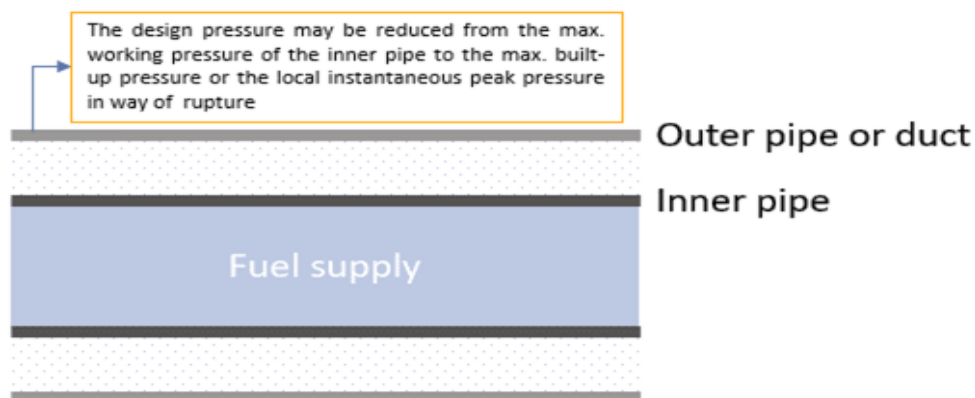 The design pressure may be reduced from the max.
working pressure of the inner pipe to the max. built-
up pressure or the local instantaneous peak pressure
in way of rupture
Outer pipe or duct
Inner pipe
Fuel supply